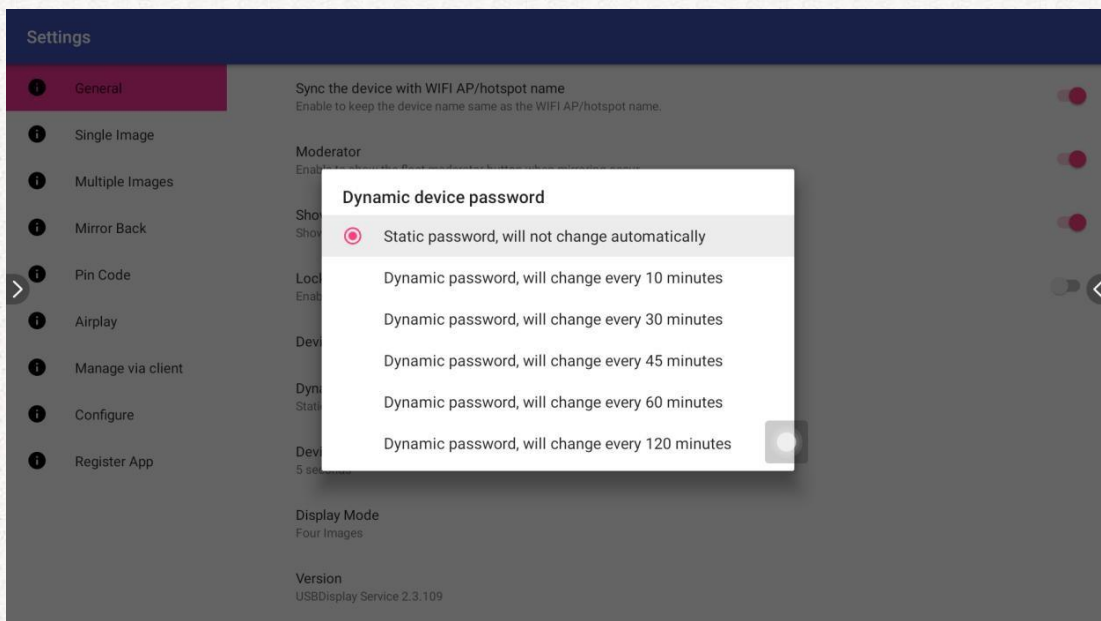 Settings
General
Single Image
Multiple Images
Mirror Back
Pin Code
Airplay
Manage via client
Configure
Register App
Sync the device with WIFI AP/hotspot name
Enable to keep the device name same as the WIFI AP/hotspot name.
Moderator
Dynamic device password
Static password, will not change automatically
Dynamic password, will change every 10 minutes
Dynamic password, will change every 30 minutes
Dynamic password, will change every 45 minutes
Dynamic password, will change every 60 minutes
Dynamic password, will change every 120 minutes
Display Mode
Four Images
Version
USBDisplay Service 2.3.109